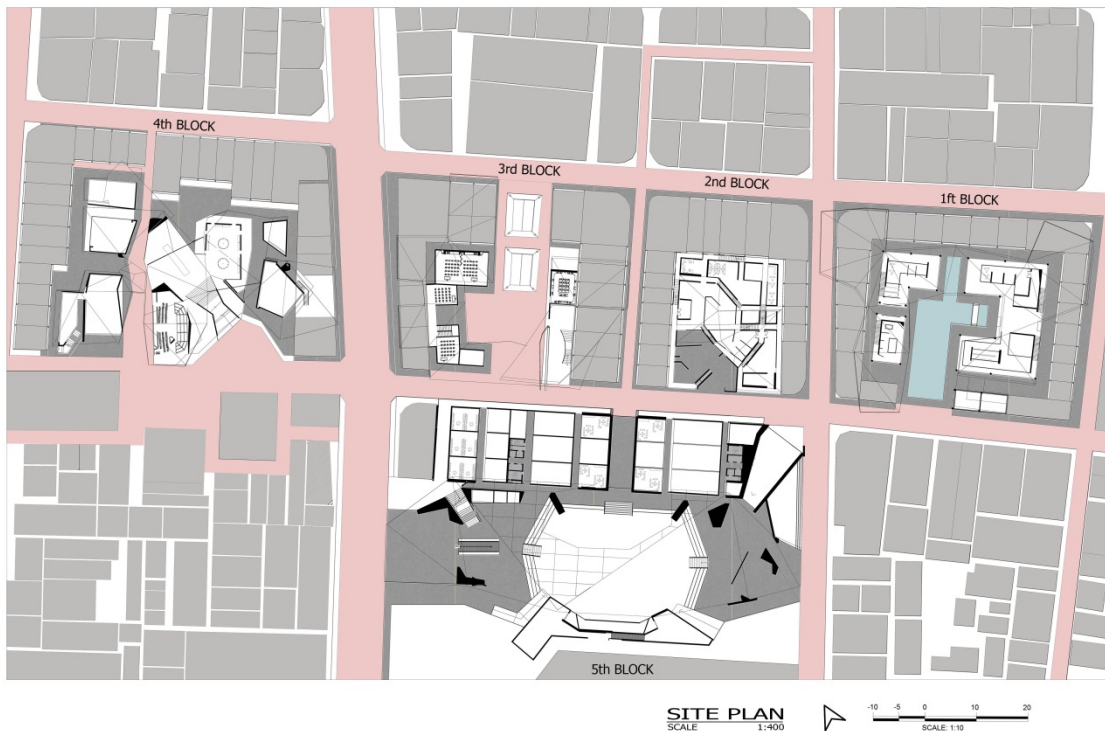 4th BLOCK
3rd BLOCK
2nd BLOCK
1ft BLOCK
5th BLOCK
SITE PLAN
SCALE 1:400
-10 -5 0 10 20
SCALE: 1:10